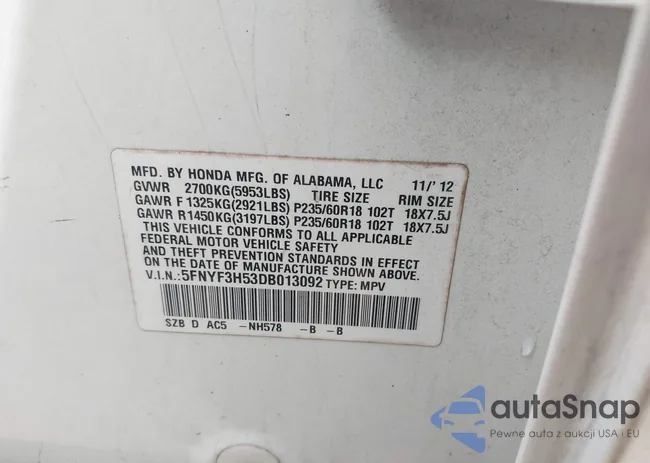 MFD. BY HONDA MFG. OF ALABAMA, LLC 11/'12
GVWR 2700KG(5953LBS) TIRE SIZE RIM SIZE
GAWR F 1325KG(2921LBS) P235/60R18 102T 18X7.5J
GAWR R1450KG(3197LBS) P235/60R18 102T 18X7.5J
THIS VEHICLE CONFORMS TO ALL APPLICABLE
FEDERAL MOTOR VEHICLE SAFETY
AND THEFT PREVENTION STANDARDS IN EFFECT
ON THE DATE OF MANUFACTURE SHOWN ABOVE.
V.I.N.:5FNYF3H53DB013092 TYPE: MPV
SZB D AC5 -NH578 -B -B
autoSnap
Pewne auta z aukcji USA i EU